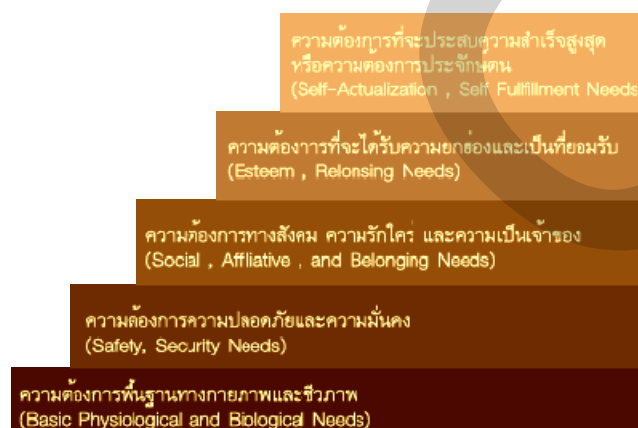 ความต้องการที่จะประสบความสำเร็จสูงสุด
หรือความต้องการประจักษ์ตน
(Self-Actualization , Self Fullfillment Needs
ความต้องาารที่จะได้รับความยกย่องและเป็นที่ยอมรับ
(Esteem , Relonsing Needs)
ความต้องการทางสังคม ความรักใคร่ และความเป็นเจ้าของ
(Social , Affliative , and Belonging Needs)
ความต้องการความปลอดภัยและความมั่นคง
(Safety, Security Needs)
ความต้องการพื้นฐานทางกายภาพและชีวภาพ
(Basic Physiological and Biological Needs)